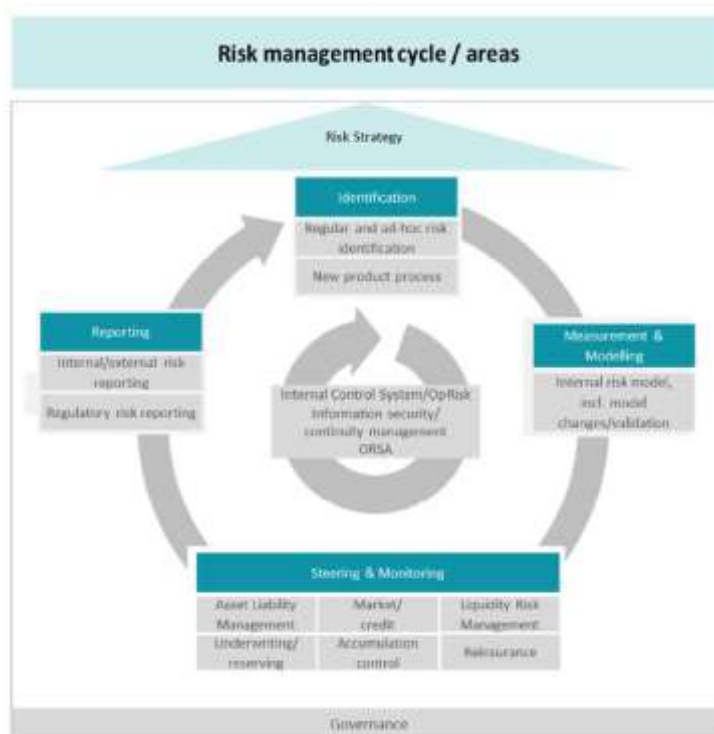 Risk management cycle / areas
Risk Strategy
Identification
Regular and ad-hoc risk
identification
New product process
Reporting
Internal/external risk
reporting
Regulatory risk reporting
Measurement &
Modelling
Internal risk model,
incl. model
changes/validation
Internal Control System/OpRisk
Information security/
continuity management
ORSA
Steering & Monitoring
Asset Liability
Management
Market/
credit
Liquidity Risk
Management
Underwriting/
reserving
Accumulation
control
Reinsurance
Governance